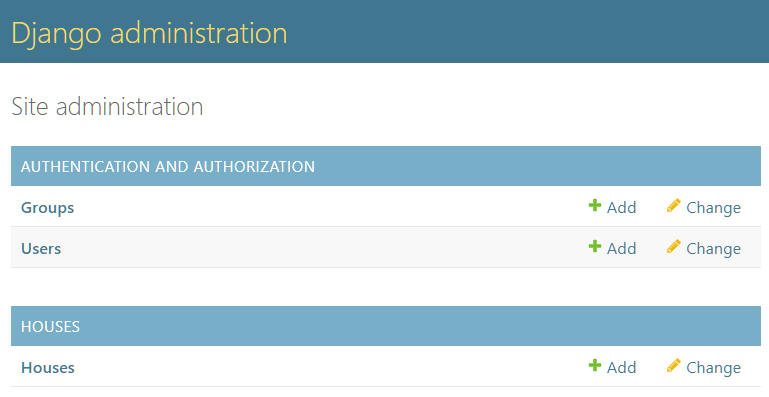 Django administration
Site administration
AUTHENTICATION AND AUTHORIZATION
Groups Add Change
Users Add Change
HOUSES
Houses Add Change